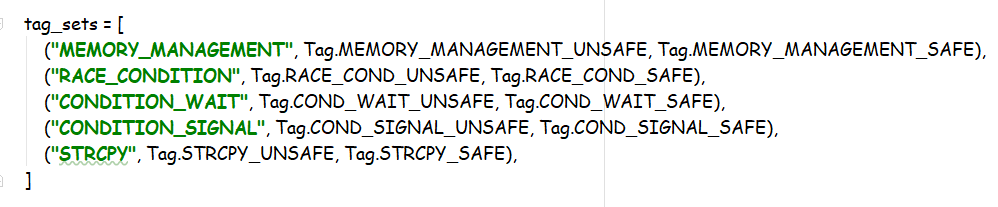 tag_sets = [
    ("MEMORY_MANAGEMENT", Tag.MEMORY_MANAGEMENT_UNSAFE, Tag.MEMORY_MANAGEMENT_SAFE),
    ("RACE_CONDITION", Tag.RACE_COND_UNSAFE, Tag.RACE_COND_SAFE),
    ("CONDITION_WAIT", Tag.COND_WAIT_UNSAFE, Tag.COND_WAIT_SAFE),
    ("CONDITION_SIGNAL", Tag.COND_SIGNAL_UNSAFE, Tag.COND_SIGNAL_SAFE),
    ("STRCPY", Tag.STRCPY_UNSAFE, Tag.STRCPY_SAFE),
]